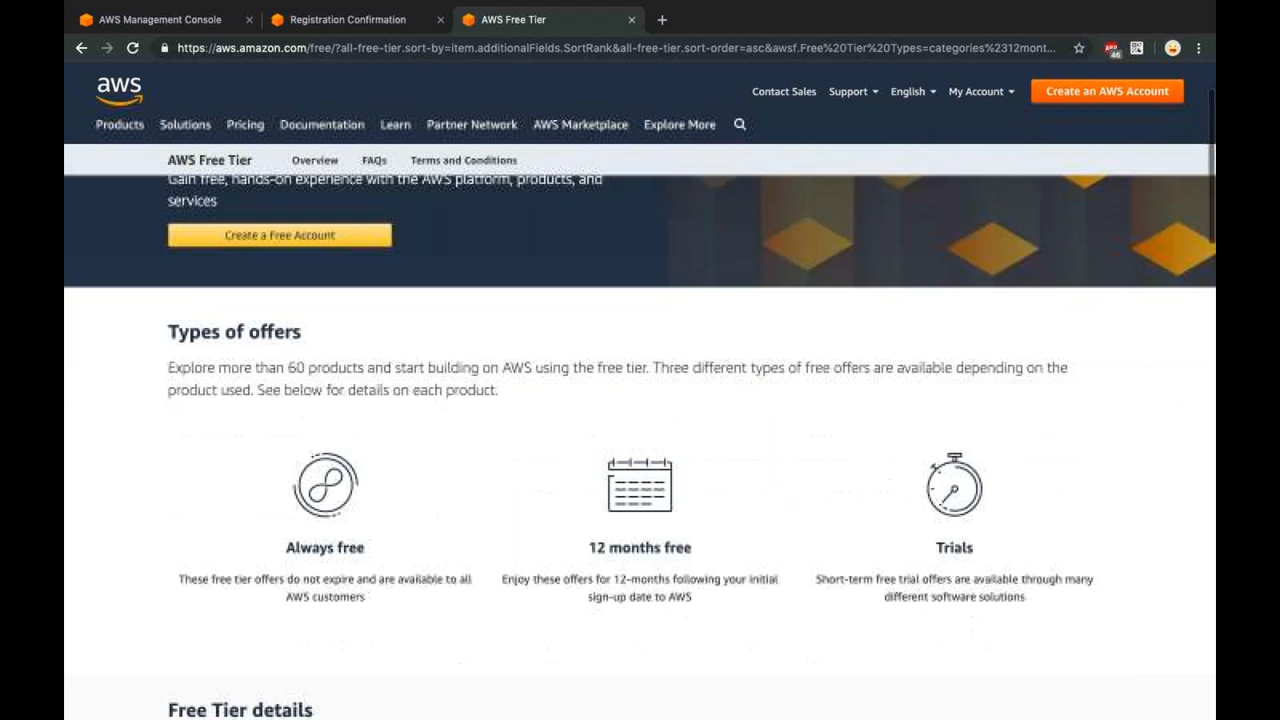 AWS Management Console
Registration Confirmation
AWS Free Tier
https://aws.amazon.com/free/?all-free-tier.sort-by=item.additionalFields.SortRank&all-free-tier.sort-order=asc&awsf.Free%20Tier%20Types=categories%2312mont...
46
aws
Contact Sales Support English My Account Create an AWS Account
Products Solutions Pricing Documentation Learn Partner Network AWS Marketplace Explore More
AWS Free Tier Overview FAQs Terms and Conditions
Gain free, hands-on experience with the AWS platform, products, and
services
Create a Free Account
Types of offers
Explore more than 60 products and start building on AWS using the free tier. Three different types of free offers are available depending on the
product used. See below for details on each product.
Always free
These free tier offers do not expire and are available to all
AWS customers
12 months free
Enjoy these offers for 12-months following your initial
sign-up date to AWS
Trials
Short-term free trial offers are available through many
different software solutions
Free Tier details